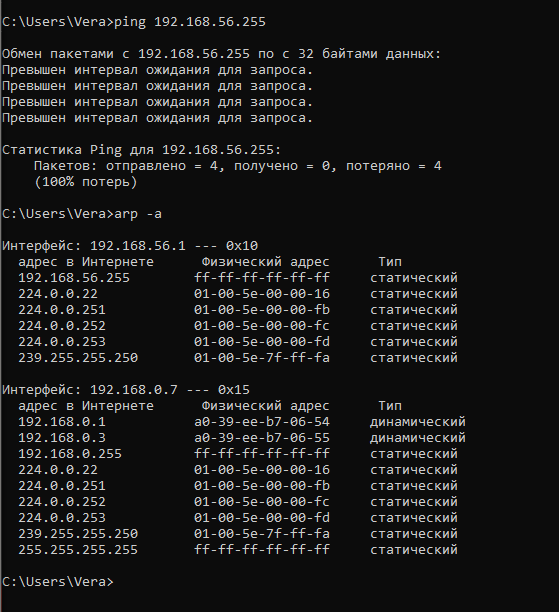 C:\Users\Vera>ping 192.168.56.255
Обмен пакетами с 192.168.56.255 по с 32 байтами данных:
Превышен интервал ожидания для запроса.
Превышен интервал ожидания для запроса.
Превышен интервал ожидания для запроса.
Превышен интервал ожидания для запроса.
Статистика Ping для 192.168.56.255:
Пакетов: отправлено = 4, получено = 0, потеряно = 4
(100% потерь)
C:\Users\Vera>arp -a
Интерфейс: 192.168.56.1 --- 0x10
адрес в Интернете Физический адрес Тип
192.168.56.255 ff-ff-ff-ff-ff-ff статический
224.0.0.22 01-00-5e-00-00-16 статический
224.0.0.251 01-00-5e-00-00-fb статический
224.0.0.252 01-00-5e-00-00-fc статический
224.0.0.253 01-00-5e-00-00-fd статический
239.255.255.250 01-00-5e-7f-ff-fa статический
Интерфейс: 192.168.0.7 --- 0x15
адрес в Интернете Физический адрес Тип
192.168.0.1 a0-39-ee-b7-06-54 динамический
192.168.0.3 a0-39-ee-b7-06-55 динамический
192.168.0.255 ff-ff-ff-ff-ff-ff статический
224.0.0.22 01-00-5e-00-00-16 статический
224.0.0.251 01-00-5e-00-00-fb статический
224.0.0.252 01-00-5e-00-00-fc статический
224.0.0.253 01-00-5e-00-00-fd статический
239.255.255.250 01-00-5e-7f-ff-fa статический
255.255.255.255 ff-ff-ff-ff-ff-ff статический
C:\Users\Vera>